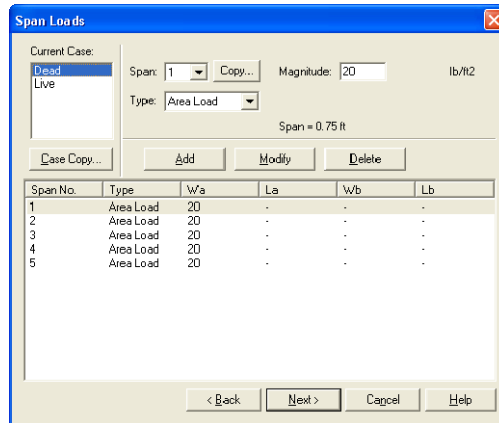 Span Loads
Current Case:
Dead
Live
Span: 1 Copy... Magnitude: 20 lb/ft2
Type: Area Load
Span = 0.75 ft
Case Copy... Add Modify Delete
Span No. Type Wa La Wb Lb
1 Area Load 20 - - -
2 Area Load 20 - - -
3 Area Load 20 - - -
4 Area Load 20 - - -
5 Area Load 20 - - -
< Back Next > Cancel Help